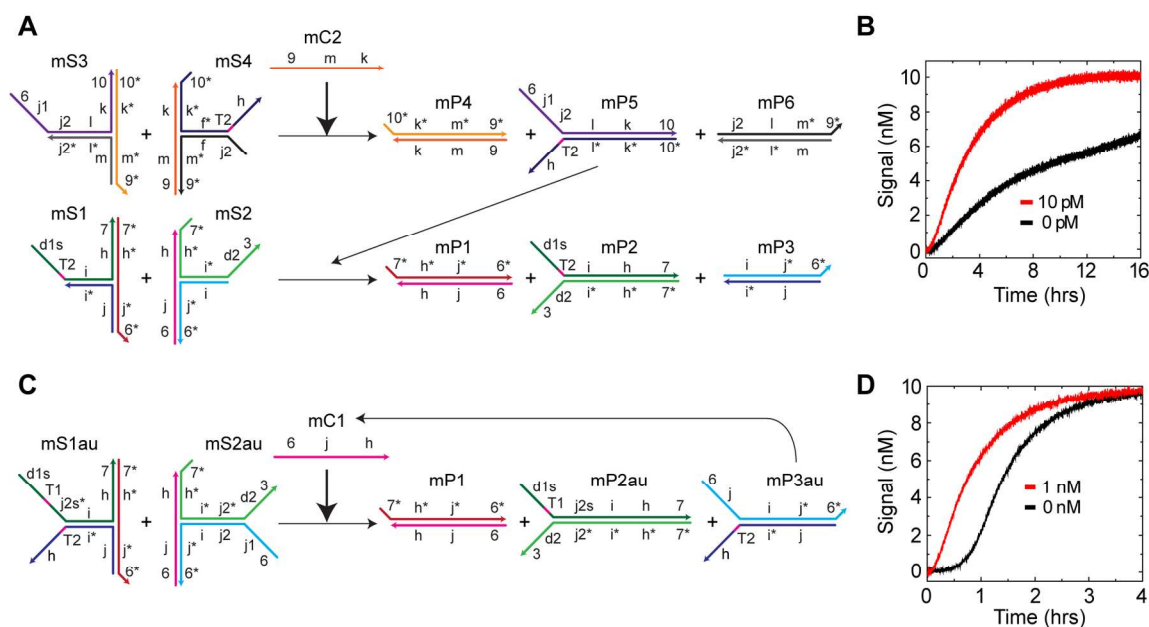 A
B
mC2
9 m k
mS3
mS4
10 10*
10*
6
j1
k k*
k k*
h
f* T2
j2 l
j2* l*
f
j2
m m*
m m*
9*
9*
+
mP4
10* k* m* 9*
k m 9
+
mP5
6
j1
j2 l k 10
T2 l* k* 10*
h
+
mP6
j2 l m* 9*
j2* l* m
mS1
mS2
7 7*
7*
d1s
h h*
h h*
3
d2
T2 i
i*
i*
i
j j*
j j*
6*
6 6*
+
mP1
7* h* j* 6*
h j 6
+
mP2
d1s
T2 i h 7
d2 i* h* 7*
3
+
mP3
i j* 6*
i* j
Signal (nM)
10
8
6
4
2
0
10 pM
0 pM
0 4 8 12 16
Time (hrs)
C
D
mC1
6 j h
mS1au
mS2au
7 7*
7*
d1s
T1
j2s* i
h h*
h h*
3
d2
i* j2*
T2 i*
i j2
j1
h
6
j j*
j j*
6*
6 6*
+
mP1
7* h* j* 6*
h j 6
+
mP2au
d1s
T1 j2s i h 7
d2 j2* i* h* 7*
3
+
mP3au
6
j
i j* 6*
T2 i* j
h
Signal (nM)
10
8
6
4
2
0
1 nM
0 nM
0 1 2 3 4
Time (hrs)